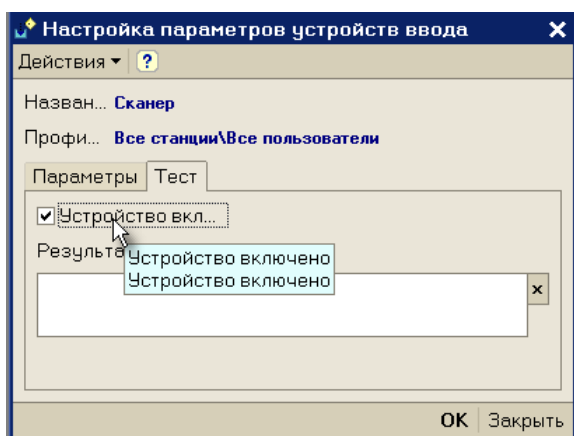 Настройка параметров устройств ввода
Действия
?
Назван... Сканер
Профи... Все станции\Все пользователи
Параметры Тест
Устройство вкл...
Результа
Устройство включено
Устройство включено
x
OK Закрыть